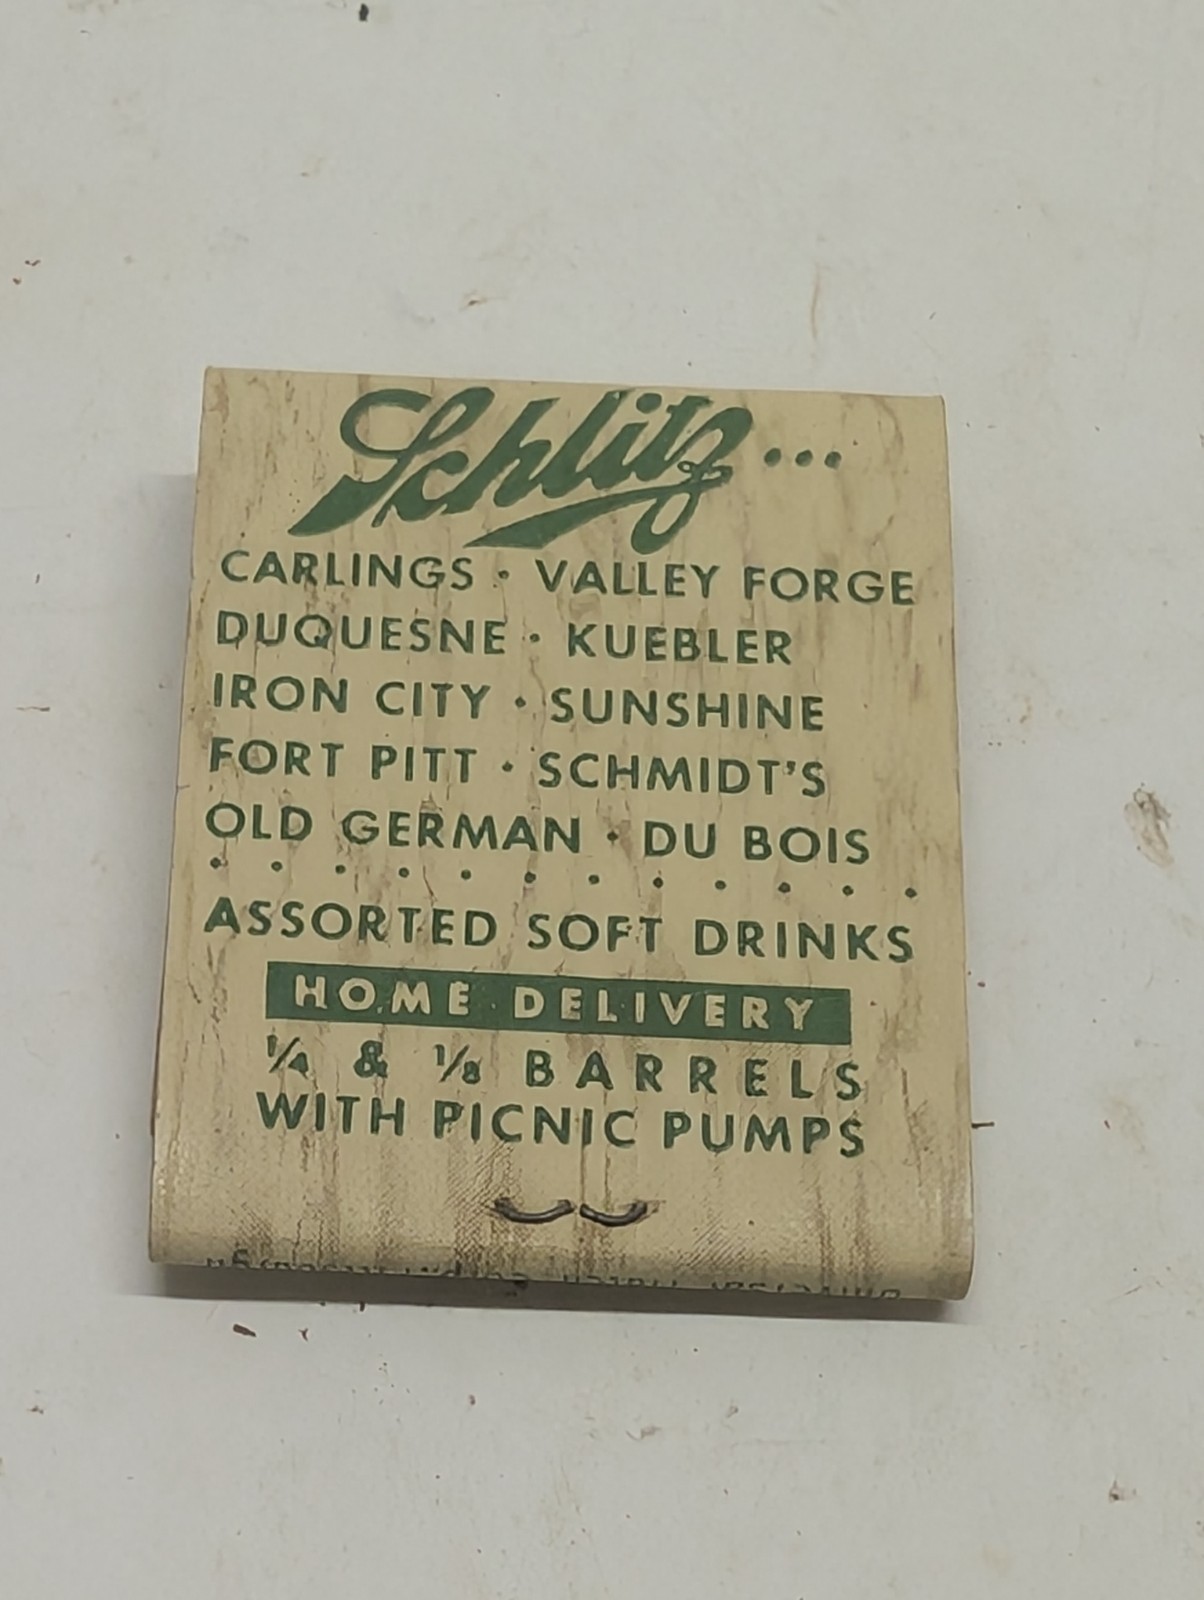 Schlitz...
CARLINGS · VALLEY FORGE
DUQUESNE · KUEBLER
IRON CITY · SUNSHINE
FORT PITT · SCHMIDT'S
OLD GERMAN · DU BOIS
ASSORTED SOFT DRINKS
HOME DELIVERY
1/4 & 1/8 BARRELS
WITH PICNIC PUMPS